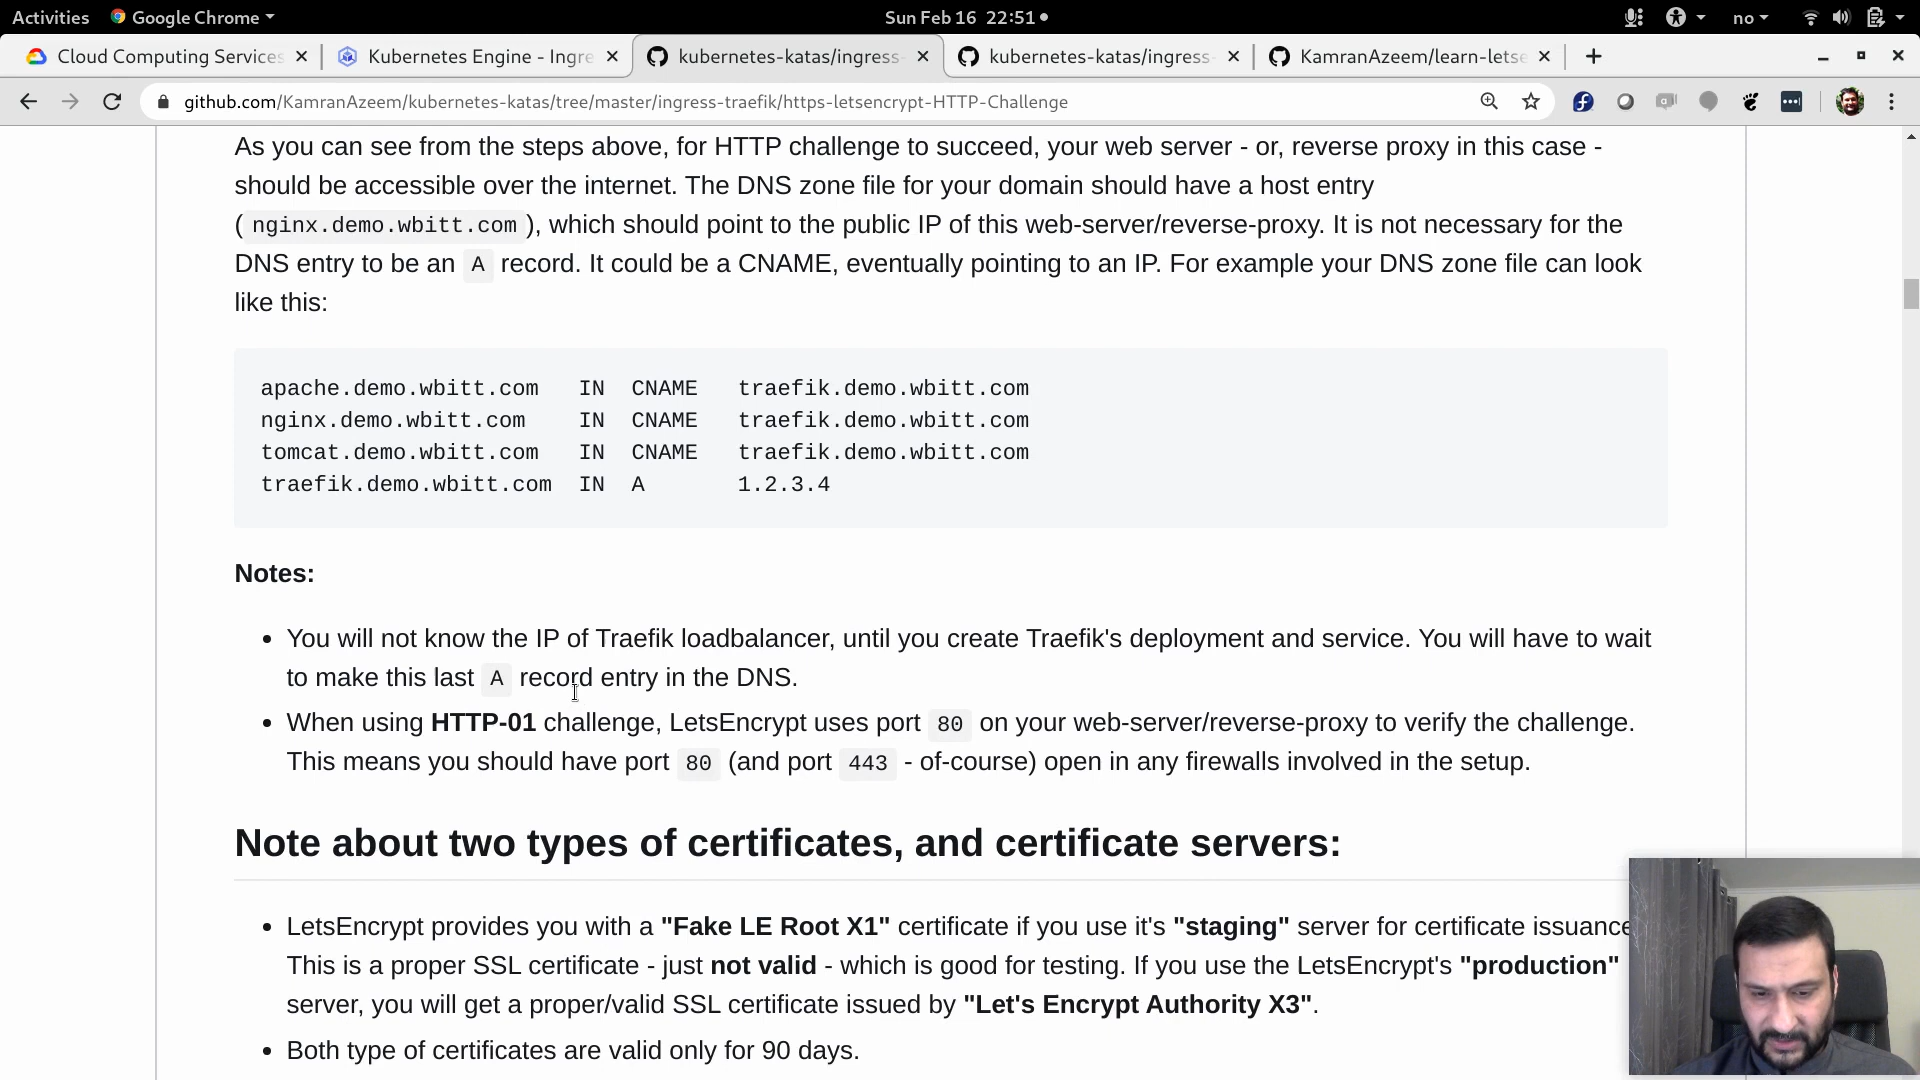 Activities Google Chrome Sun Feb 16 22:51 no
Cloud Computing Services Kubernetes Engine - Ingre kubernetes-katas/ingress- kubernetes-katas/ingress- KamranAzeem/learn-letse
github.com/KamranAzeem/kubernetes-katas/tree/master/ingress-traefik/https-letsencrypt-HTTP-Challenge
As you can see from the steps above, for HTTP challenge to succeed, your web server - or, reverse proxy in this case -
should be accessible over the internet. The DNS zone file for your domain should have a host entry
( nginx.demo.wbitt.com ), which should point to the public IP of this web-server/reverse-proxy. It is not necessary for the
DNS entry to be an A record. It could be a CNAME, eventually pointing to an IP. For example your DNS zone file can look
like this:
apache.demo.wbitt.com IN CNAME traefik.demo.wbitt.com
nginx.demo.wbitt.com IN CNAME traefik.demo.wbitt.com
tomcat.demo.wbitt.com IN CNAME traefik.demo.wbitt.com
traefik.demo.wbitt.com IN A 1.2.3.4
Notes:
• You will not know the IP of Traefik loadbalancer, until you create Traefik's deployment and service. You will have to wait
to make this last A record entry in the DNS.
• When using HTTP-01 challenge, LetsEncrypt uses port 80 on your web-server/reverse-proxy to verify the challenge.
This means you should have port 80 (and port 443 - of-course) open in any firewalls involved in the setup.
Note about two types of certificates, and certificate servers:
• LetsEncrypt provides you with a "Fake LE Root X1" certificate if you use it's "staging" server for certificate issuance
This is a proper SSL certificate - just not valid - which is good for testing. If you use the LetsEncrypt's "production"
server, you will get a proper/valid SSL certificate issued by "Let's Encrypt Authority X3".
• Both type of certificates are valid only for 90 days.